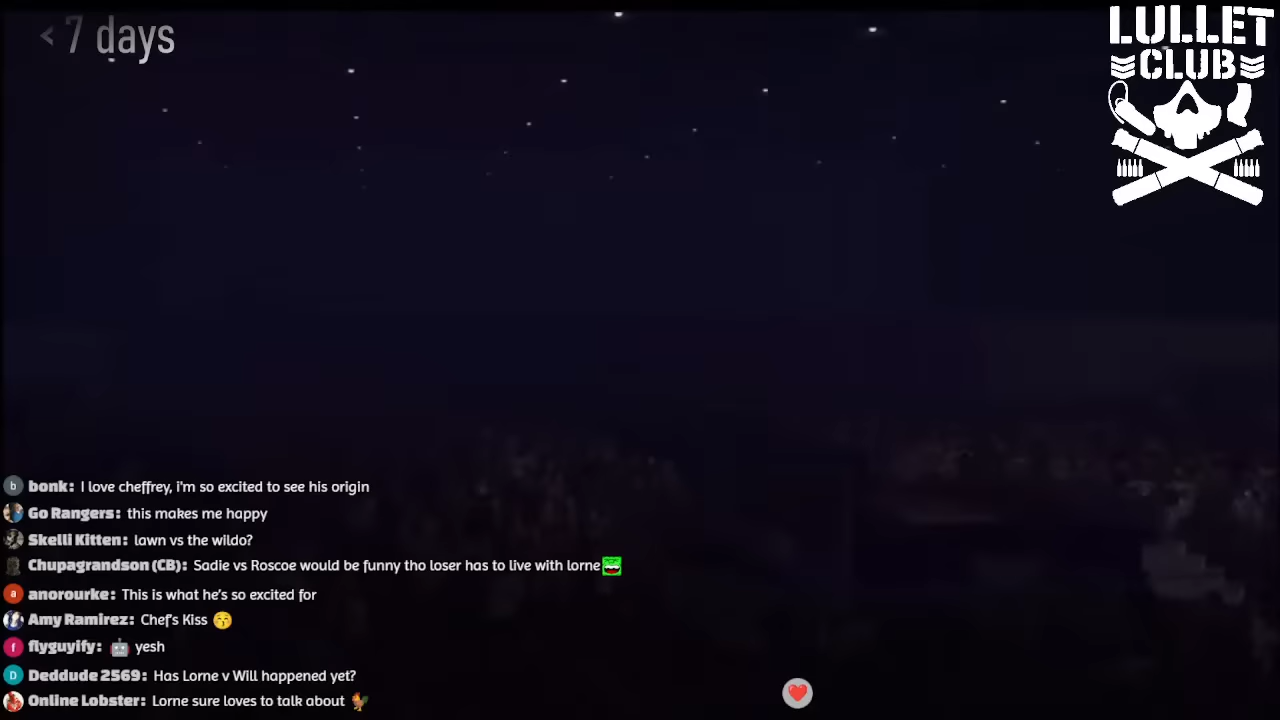 < 7 days
LULLET
CLUB
bonk: I love cheffrey, i'm so excited to see his origin
Go Rangers: this makes me happy
Skelli Kitten: lawn vs the wildo?
Chupagrandson (CB): Sadie vs Roscoe would be funny tho loser has to live with lorne
anorourke: This is what he's so excited for
Amy Ramirez: Chef's Kiss 😚
flyguyify: 🤖 yesh
Deddude 2569: Has Lorne v Will happened yet?
Online Lobster: Lorne sure loves to talk about 🐓